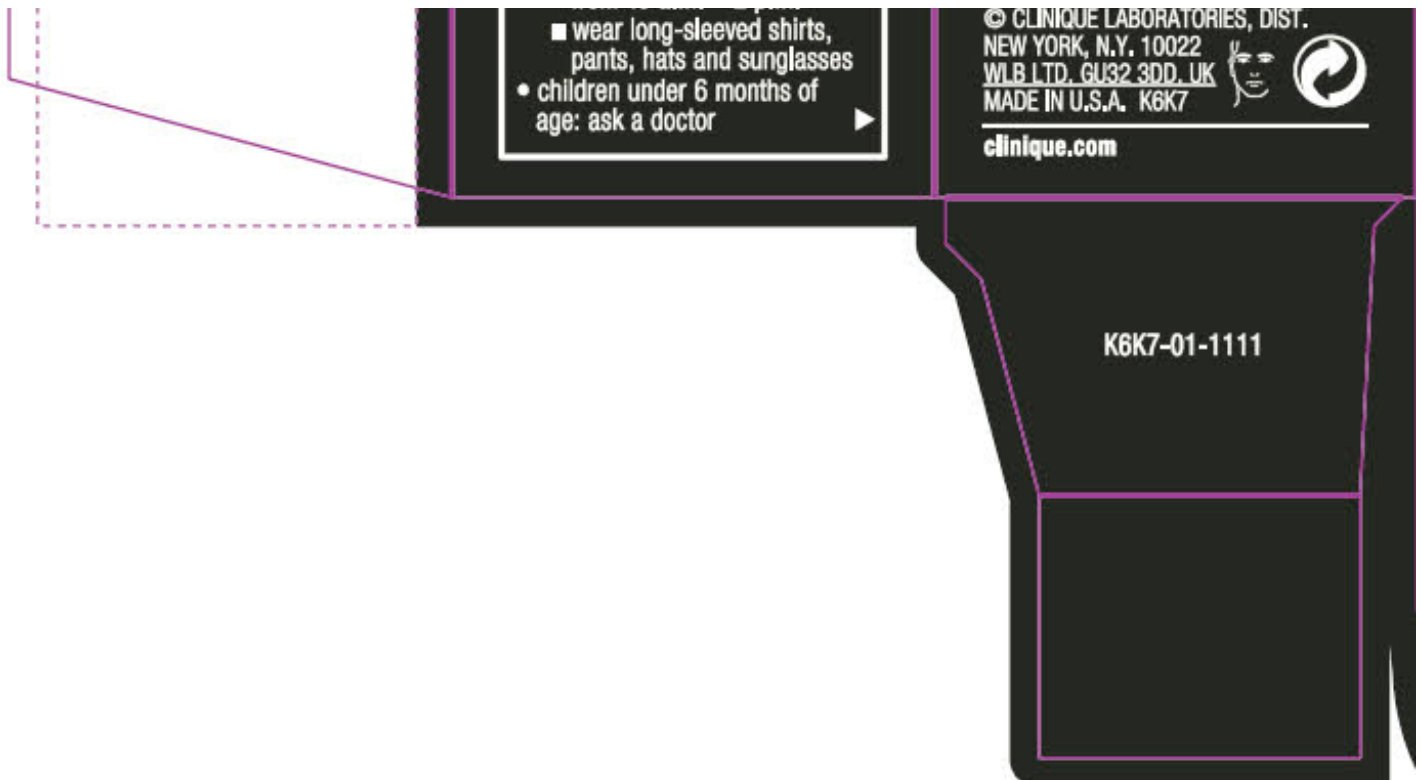 ■ wear long-sleeved shirts,
pants, hats and sunglasses
• children under 6 months of
age: ask a doctor
© CLINIQUE LABORATORIES, DIST.
NEW YORK, N.Y. 10022
WLB LTD. GU32 3DD. UK
MADE IN U.S.A. K6K7
clinique.com
K6K7-01-1111